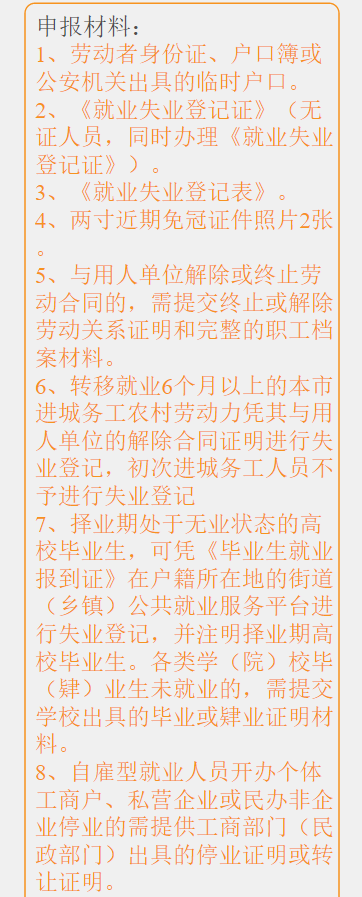 申报材料：
1、劳动者身份证、户口簿或
公安机关出具的临时户口。
2、《就业失业登记证》（无
证人员，同时办理《就业失业
登记证》）。
3、《就业失业登记表》。
4、两寸近期免冠证件照片2张
。
5、与用人单位解除或终止劳
动合同的，需提交终止或解除
劳动关系证明和完整的职工档
案材料。
6、转移就业6个月以上的本市
进城务工农村劳动力凭其与用
人单位的解除合同证明进行失
业登记，初次进城务工人员不
予进行失业登记
7、择业期处于无业状态的高
校毕业生，可凭《毕业生就业
报到证》在户籍所在地的街道
（乡镇）公共就业服务平台进
行失业登记，并注明择业期高
校毕业生。各类学（院）校毕
（肄）业生未就业的，需提交
学校出具的毕业或肄业证明材
料。
8、自雇型就业人员开办个体
工商户、私营企业或民办非企
业停业的需提供工商部门（民
政部门）出具的停业证明或转
让证明。